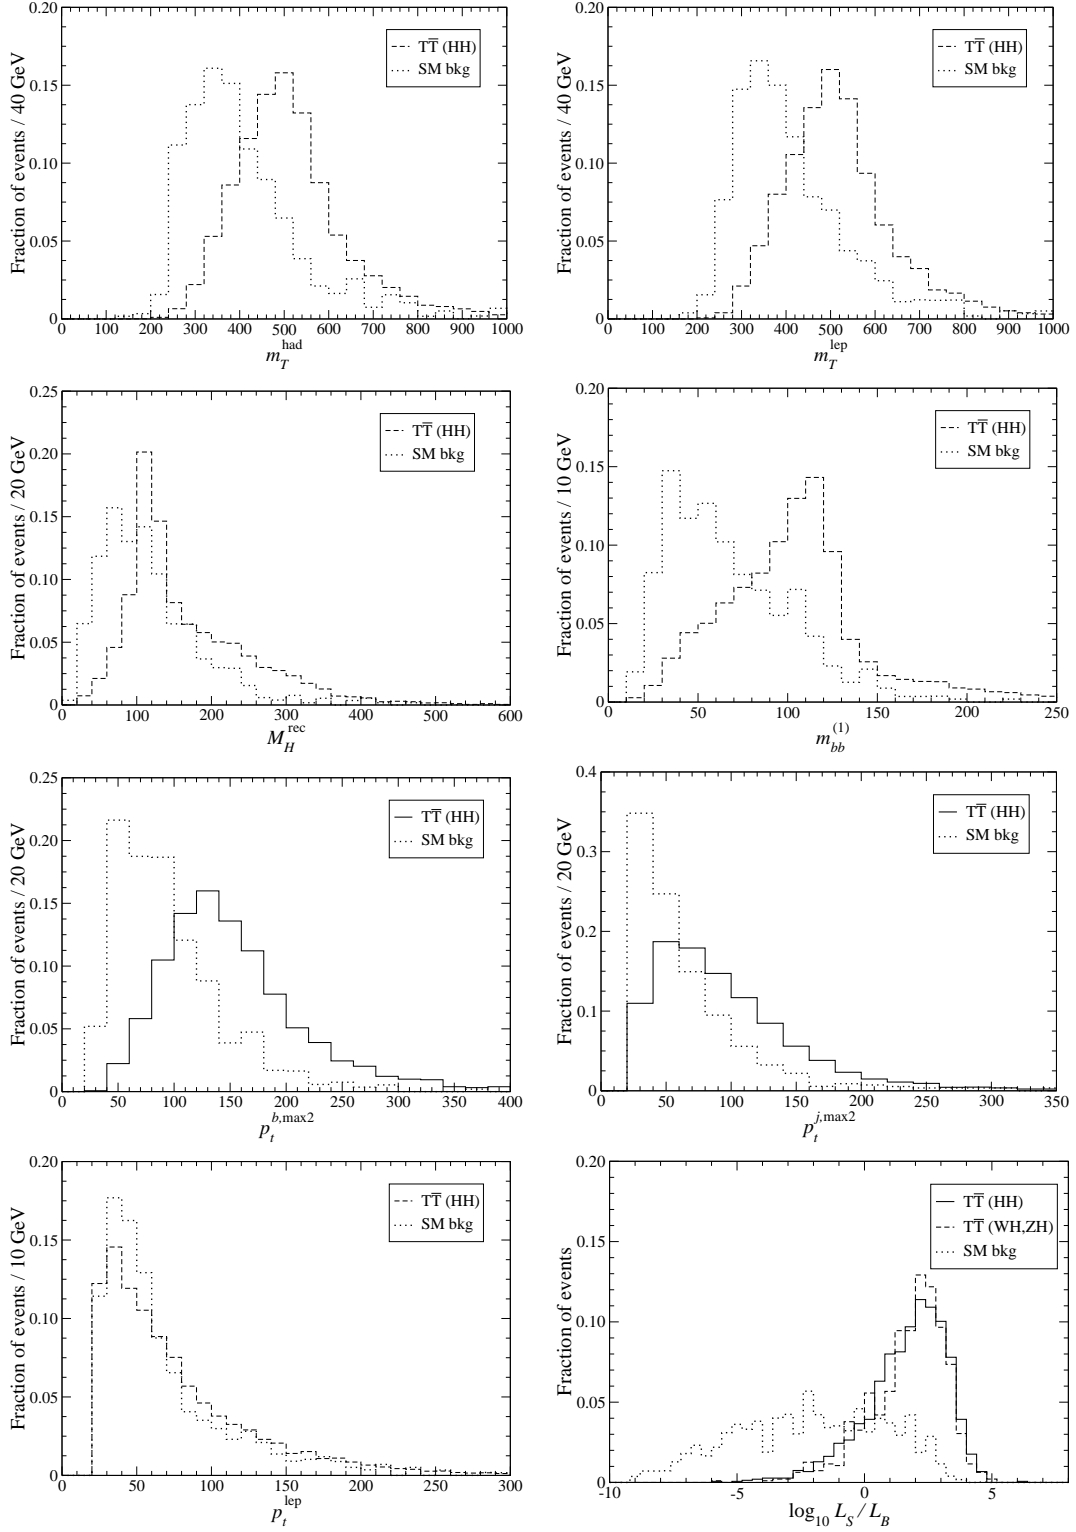 0.20
0.15
0.10
0.05
0
Fraction of events / 40 GeV
TT̅ (HH)
SM bkg
0 100 200 300 400 500 600 700 800 900 1000
m_T^had
0.20
0.15
0.10
0.05
0
Fraction of events / 40 GeV
TT̅ (HH)
SM bkg
0 100 200 300 400 500 600 700 800 900 1000
m_T^lep
0.25
0.20
0.15
0.10
0.05
0
Fraction of events / 20 GeV
TT̅ (HH)
SM bkg
0 100 200 300 400 500 600
M_H^rec
0.20
0.15
0.10
0.05
0
Fraction of events / 10 GeV
TT̅ (HH)
SM bkg
0 50 100 150 200 250
m_bb^(1)
0.25
0.20
0.15
0.10
0.05
0
Fraction of events / 20 GeV
TT̅ (HH)
SM bkg
0 50 100 150 200 250 300 350 400
p_t^b,max2
0.4
0.3
0.2
0.1
0
Fraction of events / 20 GeV
TT̅ (HH)
SM bkg
0 50 100 150 200 250 300 350
p_t^j,max2
0.20
0.15
0.10
0.05
0
Fraction of events / 10 GeV
TT̅ (HH)
SM bkg
0 50 100 150 200 250 300
p_t^lep
0.20
0.15
0.10
0.05
0
Fraction of events
TT̅ (HH)
TT̅ (WH,ZH)
SM bkg
-10 -5 0 5
log₁₀ L_S / L_B